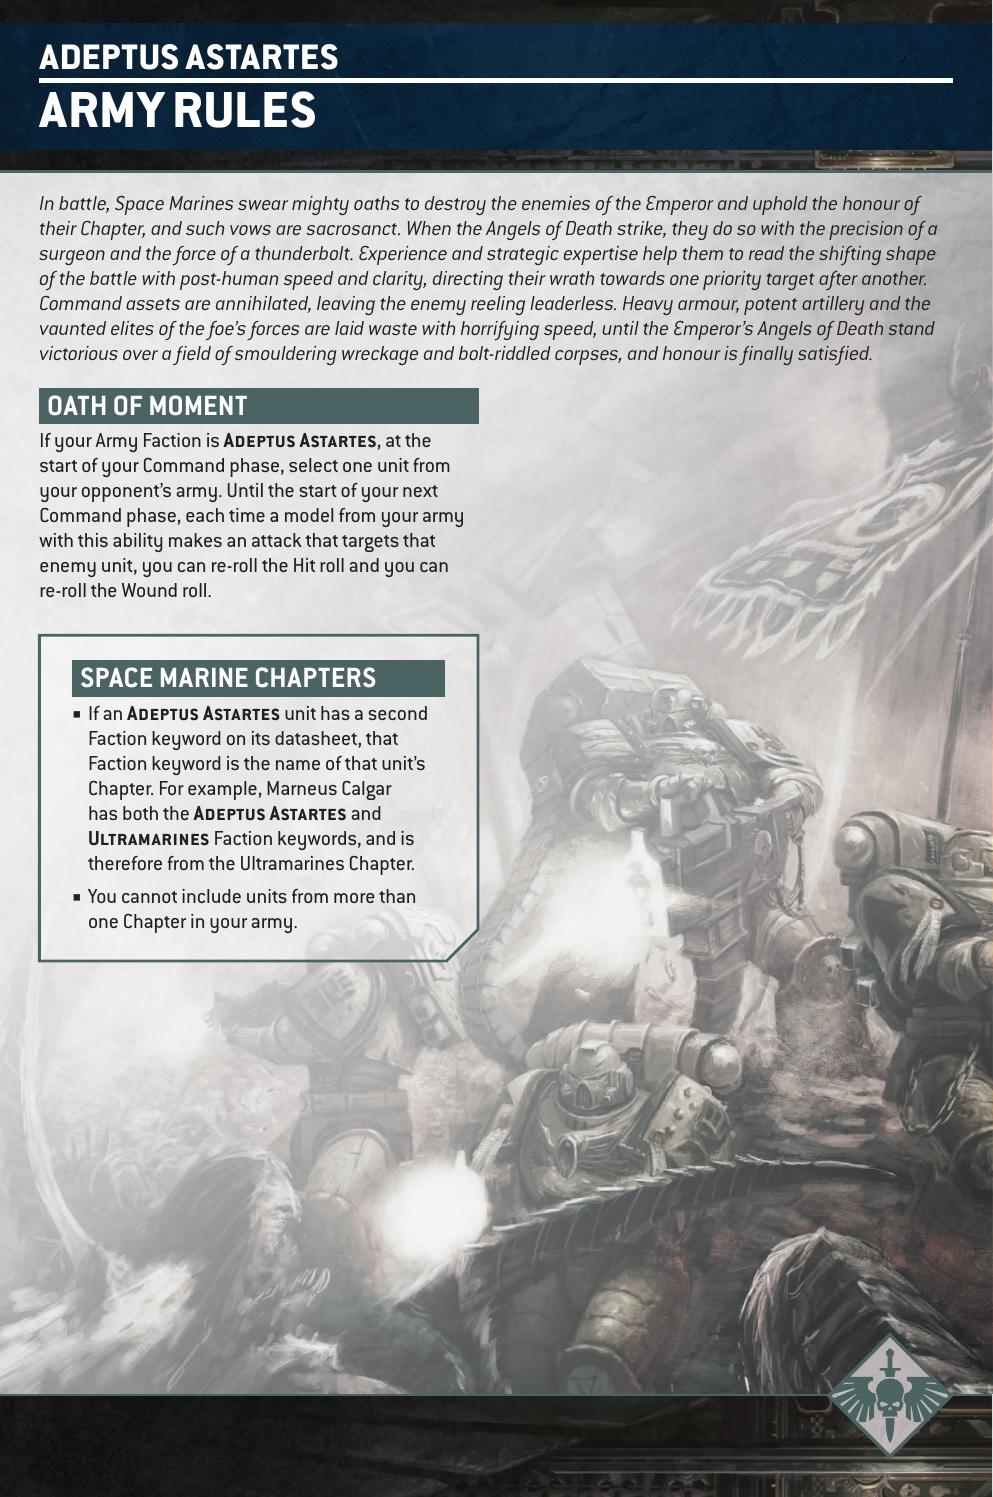 ADEPTUS ASTARTES
ARMY RULES
In battle, Space Marines swear mighty oaths to destroy the enemies of the Emperor and uphold the honour of
their Chapter, and such vows are sacrosanct. When the Angels of Death strike, they do so with the precision of a
surgeon and the force of a thunderbolt. Experience and strategic expertise help them to read the shifting shape
of the battle with post-human speed and clarity, directing their wrath towards one priority target after another.
Command assets are annihilated, leaving the enemy reeling leaderless. Heavy armour, potent artillery and the
vaunted elites of the foe's forces are laid waste with horrifying speed, until the Emperor's Angels of Death stand
victorious over a field of smouldering wreckage and bolt-riddled corpses, and honour is finally satisfied.
OATH OF MOMENT
If your Army Faction is ADEPTUS ASTARTES, at the
start of your Command phase, select one unit from
your opponent's army. Until the start of your next
Command phase, each time a model from your army
with this ability makes an attack that targets that
enemy unit, you can re-roll the Hit roll and you can
re-roll the Wound roll.
SPACE MARINE CHAPTERS
▪ If an ADEPTUS ASTARTES unit has a second
Faction keyword on its datasheet, that
Faction keyword is the name of that unit's
Chapter. For example, Marneus Calgar
has both the ADEPTUS ASTARTES and
ULTRAMARINES Faction keywords, and is
therefore from the Ultramarines Chapter.
▪ You cannot include units from more than
one Chapter in your army.